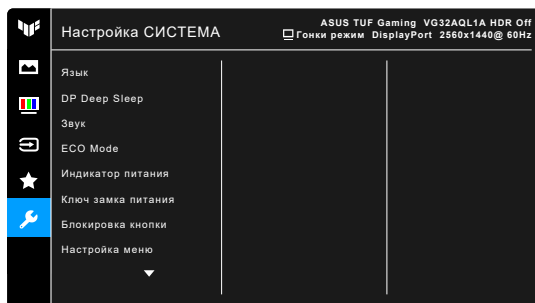 ASUS TUF Gaming VG32AQL1A HDR Off
Настройка СИСТЕМА
Гонки режим DisplayPort 2560x1440@ 60Hz
Язык
DP Deep Sleep
Звук
ECO Mode
Индикатор питания
Ключ замка питания
Блокировка кнопки
Настройка меню